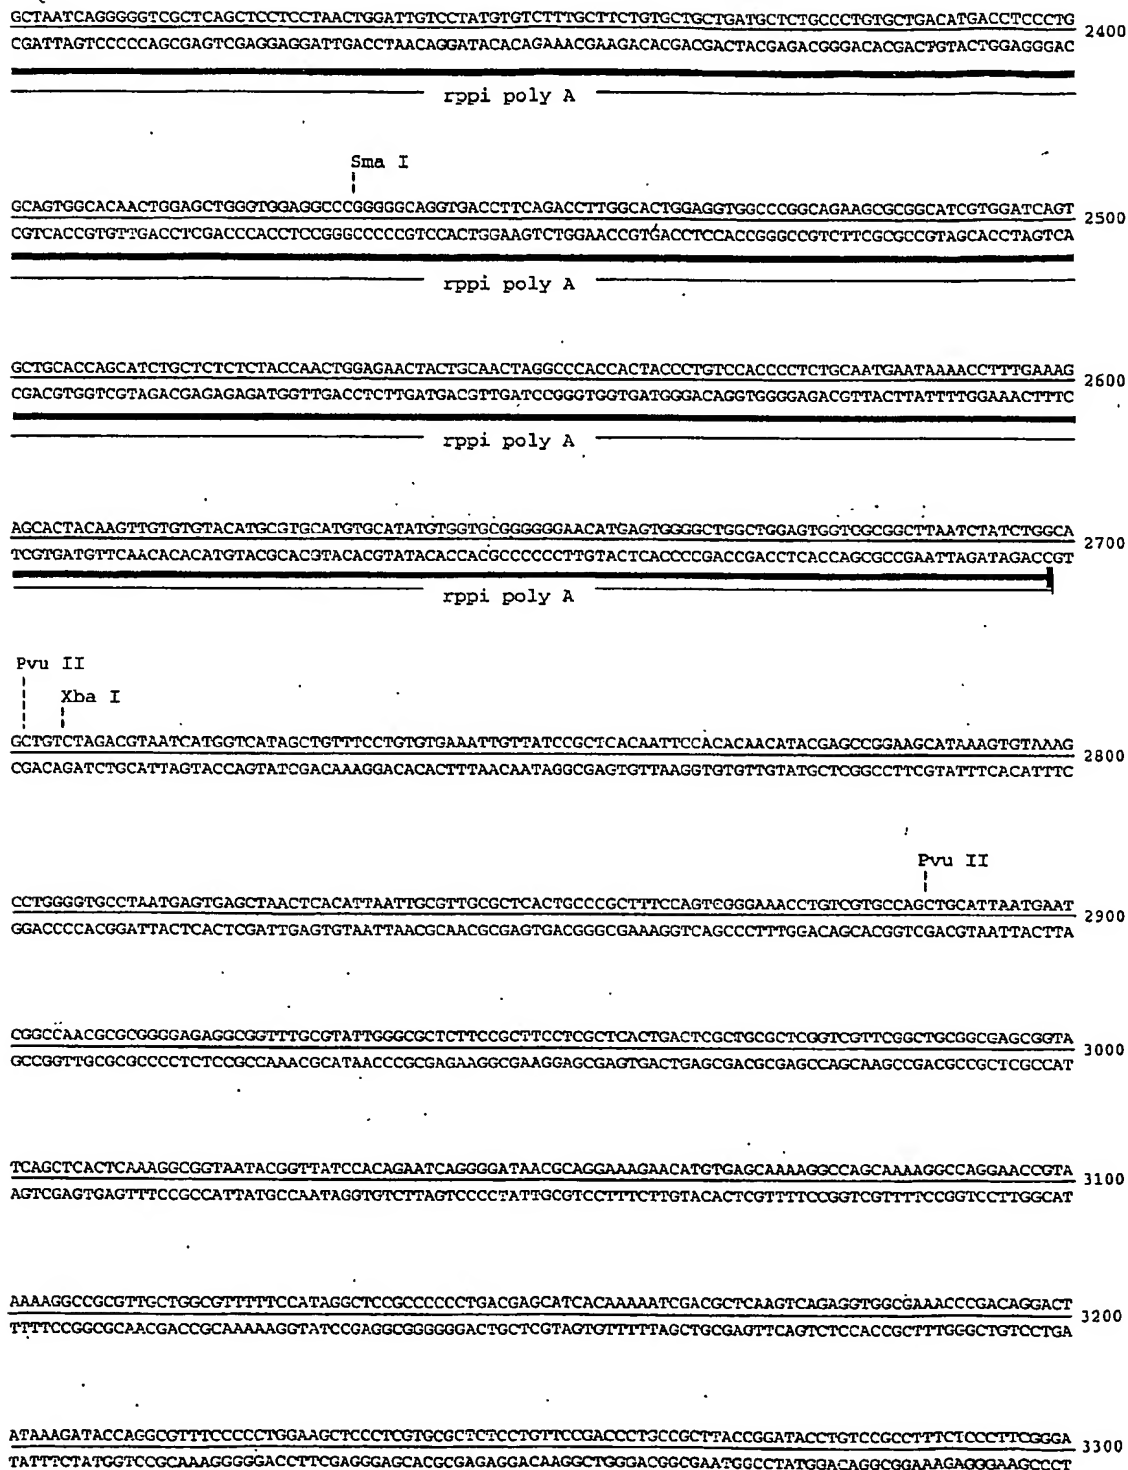 GCTAATCAGGGGGTCGCTCAGCTCCTCCTAACTGGATTGTCCTATGTGTCTTTGCTTCTGTGCTGCTGATGCTCTGCCCTGTGCTGACATGACCTCCCTG
CGATTAGTCCCCCAGCGAGTCGAGGAGGATTGACCTAACAGGATACACAGAAACGAAGACACGACGACTACGAGACGGGACACGACTGTACTGGAGGGAC 2400
rppi poly A
Sma I
GCAGTGGCACAACTGGAGCTGGGTGGAGGCCCGGGGGCAGGTGACCTTCAGACCTTGGCACTGGAGGTGGCCCGGCAGAAGCGCGGCATCGTGGATCAGT
CGTCACCGTGTTGACCTCGACCCACCTCCGGGCCCCCGTCCACTGGAAGTCTGGAACCGTGACCTCCACCGGGCCGTCTTCGCGCCGTAGCACCTAGTCA 2500
rppi poly A
GCTGCACCAGCATCTGCTCTCTCTACCAACTGGAGAACTACTGCAACTAGGCCCACCACTACCCTGTCCACCCCTCTGCAATGAATAAAACCTTTGAAAG
CGACGTGGTCGTAGACGAGAGAGATGGTTGACCTCTTGATGACGTTGATCCGGGTGGTGATGGGACAGGTGGGGAGACGTTACTTATTTTGGAAACTTTC 2600
rppi poly A
AGCACTACAAGTTGTGTGTACATGCGTGCATGTGCATATGTGGTGCGGGGGGAACATGAGTGGGGCTGGCTGGAGTGGTCGCGGCTTAATCTATCTGGCA
TCGTGATGTTCAACACACATGTACGCACGTACACGTATACACCACGCCCCCCTTGTACTCACCCCGACCGACCTCACCAGCGCCGAATTAGATAGACCGT 2700
rppi poly A
Pvu II
Xba I
GCTGTCTAGACGTAATCATGGTCATAGCTGTTTCCTGTGTGAAATTGTTATCCGCTCACAATTCCACACAACATACGAGCCGGAAGCATAAAGTGTAAAG
CGACAGATCTGCATTAGTACCAGTATCGACAAAGGACACACTTTAACAATAGGCGAGTGTTAAGGTGTGTTGTATGCTCGGCCTTCGTATTTCACATTTC 2800
Pvu II
CCTGGGGTGCCTAATGAGTGAGCTAACTCACATTAATTGCGTTGCGCTCACTGCCCGCTTTCCAGTCGGGAAACCTGTCGTGCCAGCTGCATTAATGAAT
GGACCCCACGGATTACTCACTCGATTGAGTGTAATTAACGCAACGCGAGTGACGGGCGAAAGGTCAGCCCTTTGGACAGCACGGTCGACGTAATTACTTA 2900
CGGCCAACGCGCGGGGAGAGGCGGTTTGCGTATTGGGCGCTCTTCCGCTTCCTCGCTCACTGACTCGCTGCGCTCGGTCGTTCGGCTGCGGCGAGCGGTA
GCCGGTTGCGCGCCCCTCTCCGCCAAACGCATAACCCGCGAGAAGGCGAAGGAGCGAGTGACTGAGCGACGCGAGCCAGCAAGCCGACGCCGCTCGCCAT 3000
TCAGCTCACTCAAAGGCGGTAATACGGTTATCCACAGAATCAGGGGATAACGCAGGAAAGAACATGTGAGCAAAAGGCCAGCAAAAGGCCAGGAACCGTA
AGTCGAGTGAGTTTCCGCCATTATGCCAATAGGTGTCTTAGTCCCCTATTGCGTCCTTTCTTGTACACTCGTTTTCCGGTCGTTTTCCGGTCCTTGGCAT 3100
AAAAGGCCGCGTTGCTGGCGTTTTTCCATAGGCTCCGCCCCCCTGACGAGCATCACAAAAATCGACGCTCAAGTCAGAGGTGGCGAAACCCGACAGGACT
TTTTCCGGCGCAACGACCGCAAAAAGGTATCCGAGGCGGGGGGACTGCTCGTAGTGTTTTTAGCTGCGAGTTCAGTCTCCACCGCTTTGGGCTGTCCTGA 3200
ATAAAGATACCAGGCGTTTCCCCCTGGAAGCTCCCTCGTGCGCTCTCCTGTTCCGACCCTGCCGCTTACCGGATACCTGTCCGCCTTTCTCCCTTCGGGA
TATTTCTATGGTCCGCAAAGGGGGACCTTCGAGGGAGCACGCGAGAGGACAAGGCTGGGACGGCGAATGGCCTATGGACAGGCGGAAAGAGGGAAGCCCT 3300